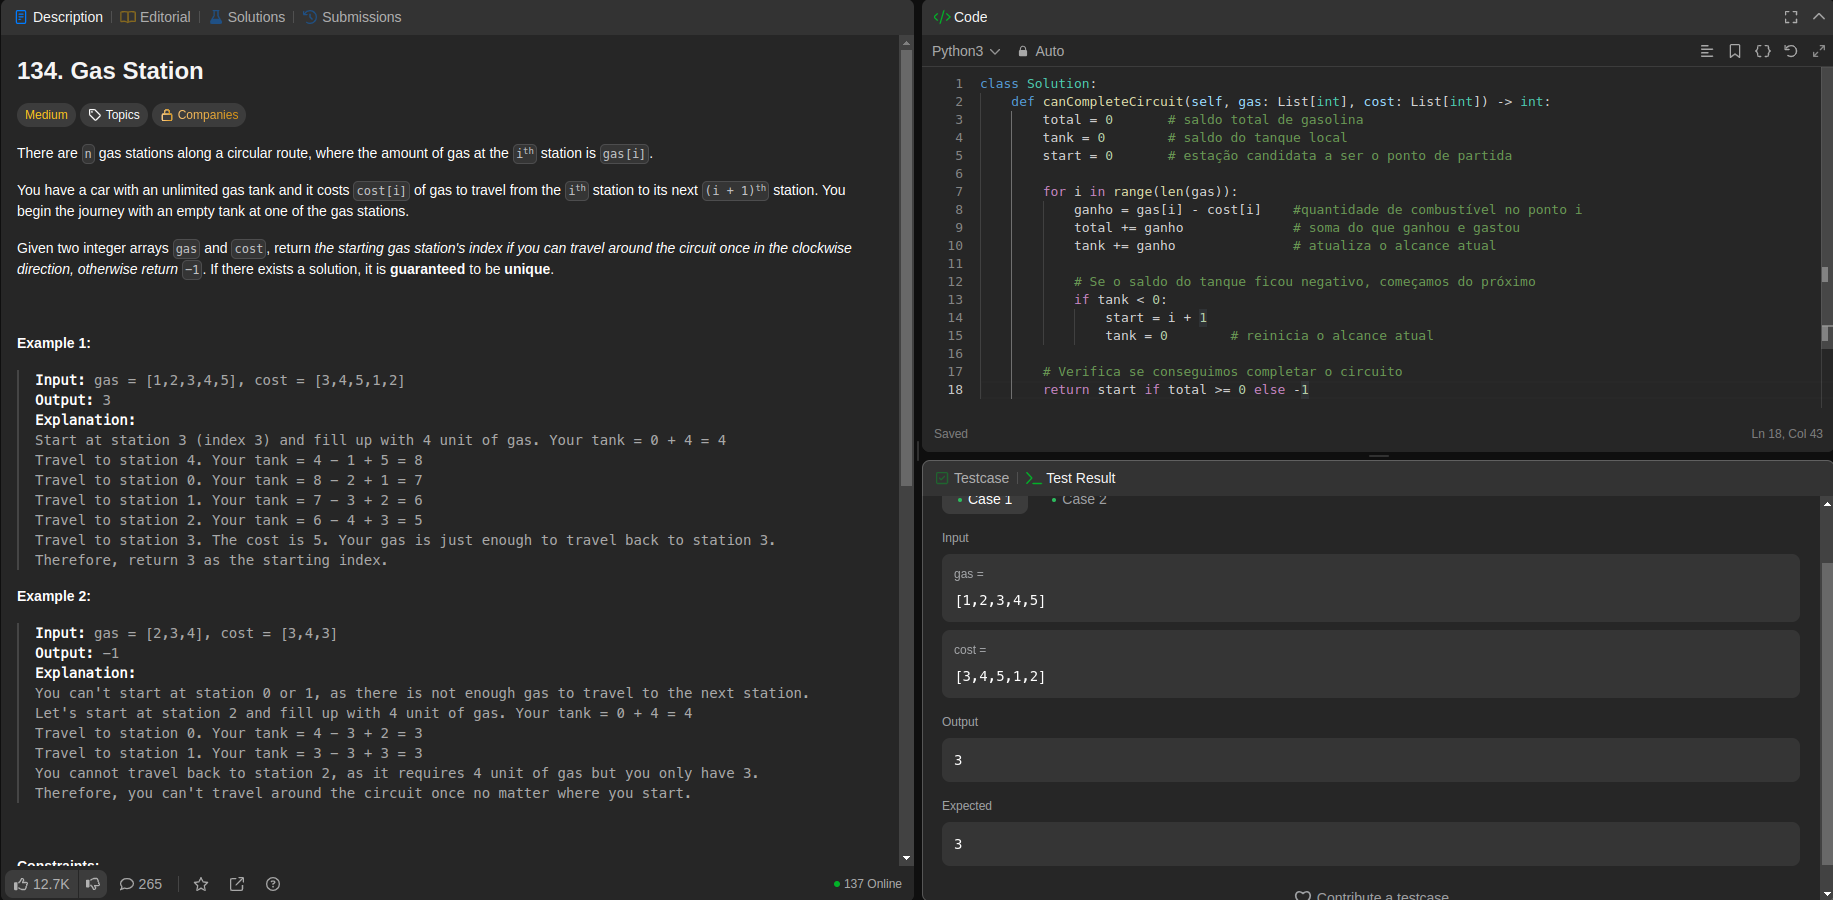 Description | Editorial | Solutions | Submissions
134. Gas Station
Medium Topics Companies
There are n gas stations along a circular route, where the amount of gas at the ith station is gas[i].
You have a car with an unlimited gas tank and it costs cost[i] of gas to travel from the ith station to its next (i + 1)th station. You
begin the journey with an empty tank at one of the gas stations.
Given two integer arrays gas and cost, return the starting gas station's index if you can travel around the circuit once in the clockwise
direction, otherwise return -1. If there exists a solution, it is guaranteed to be unique.
Example 1:
Input: gas = [1,2,3,4,5], cost = [3,4,5,1,2]
Output: 3
Explanation:
Start at station 3 (index 3) and fill up with 4 unit of gas. Your tank = 0 + 4 = 4
Travel to station 4. Your tank = 4 - 1 + 5 = 8
Travel to station 0. Your tank = 8 - 2 + 1 = 7
Travel to station 1. Your tank = 7 - 3 + 2 = 6
Travel to station 2. Your tank = 6 - 4 + 3 = 5
Travel to station 3. The cost is 5. Your gas is just enough to travel back to station 3.
Therefore, return 3 as the starting index.
Example 2:
Input: gas = [2,3,4], cost = [3,4,3]
Output: -1
Explanation:
You can't start at station 0 or 1, as there is not enough gas to travel to the next station.
Let's start at station 2 and fill up with 4 unit of gas. Your tank = 0 + 4 = 4
Travel to station 0. Your tank = 4 - 3 + 2 = 3
Travel to station 1. Your tank = 3 - 3 + 3 = 3
You cannot travel back to station 2, as it requires 4 unit of gas but you only have 3.
Therefore, you can't travel around the circuit once no matter where you start.
Constraints:
12.7K 265 137 Online
</> Code
Python3 Auto
1 class Solution:
2 def canCompleteCircuit(self, gas: List[int], cost: List[int]) -> int:
3 total = 0 # saldo total de gasolina
4 tank = 0 # saldo do tanque local
5 start = 0 # estação candidata a ser o ponto de partida
6
7 for i in range(len(gas)):
8 ganho = gas[i] - cost[i] #quantidade de combustível no ponto i
9 total += ganho # soma do que ganhou e gastou
10 tank += ganho # atualiza o alcance atual
11
12 # Se o saldo do tanque ficou negativo, começamos do próximo
13 if tank < 0:
14 start = i + 1
15 tank = 0 # reinicia o alcance atual
16
17 # Verifica se conseguimos completar o circuito
18 return start if total >= 0 else -1
Saved Ln 18, Col 43
Testcase | >_ Test Result
Case 1 Case 2
Input
gas =
[1,2,3,4,5]
cost =
[3,4,5,1,2]
Output
3
Expected
3
Contribute a testcase